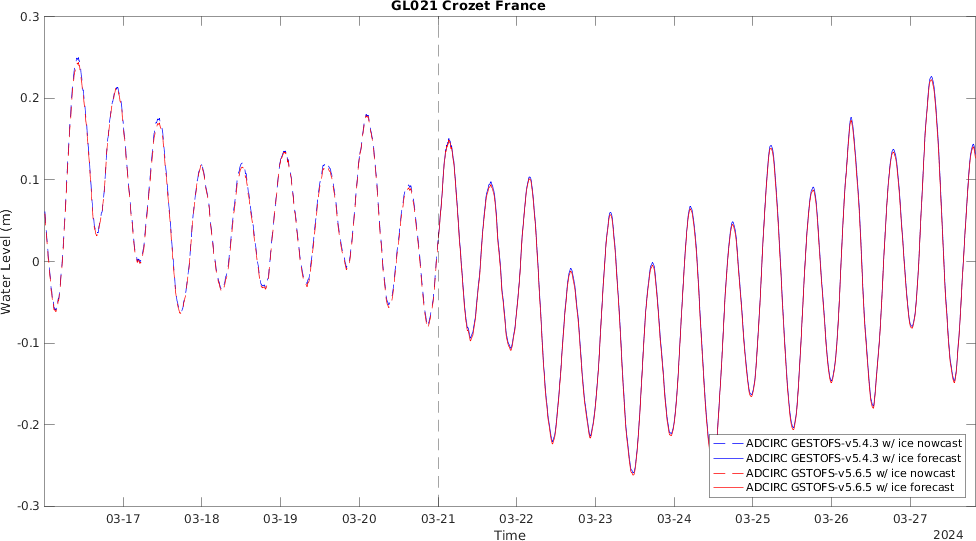 GL021 Crozet France
0.3
0.2
0.1
0
-0.1
-0.2
-0.3
Water Level (m)
ADCIRC GESTOFS-v5.4.3 w/ ice nowcast
ADCIRC GESTOFS-v5.4.3 w/ ice forecast
ADCIRC GSTOFS-v5.6.5 w/ ice nowcast
ADCIRC GSTOFS-v5.6.5 w/ ice forecast
03-17 03-18 03-19 03-20 03-21 03-22 03-23 03-24 03-25 03-26 03-27
Time
2024